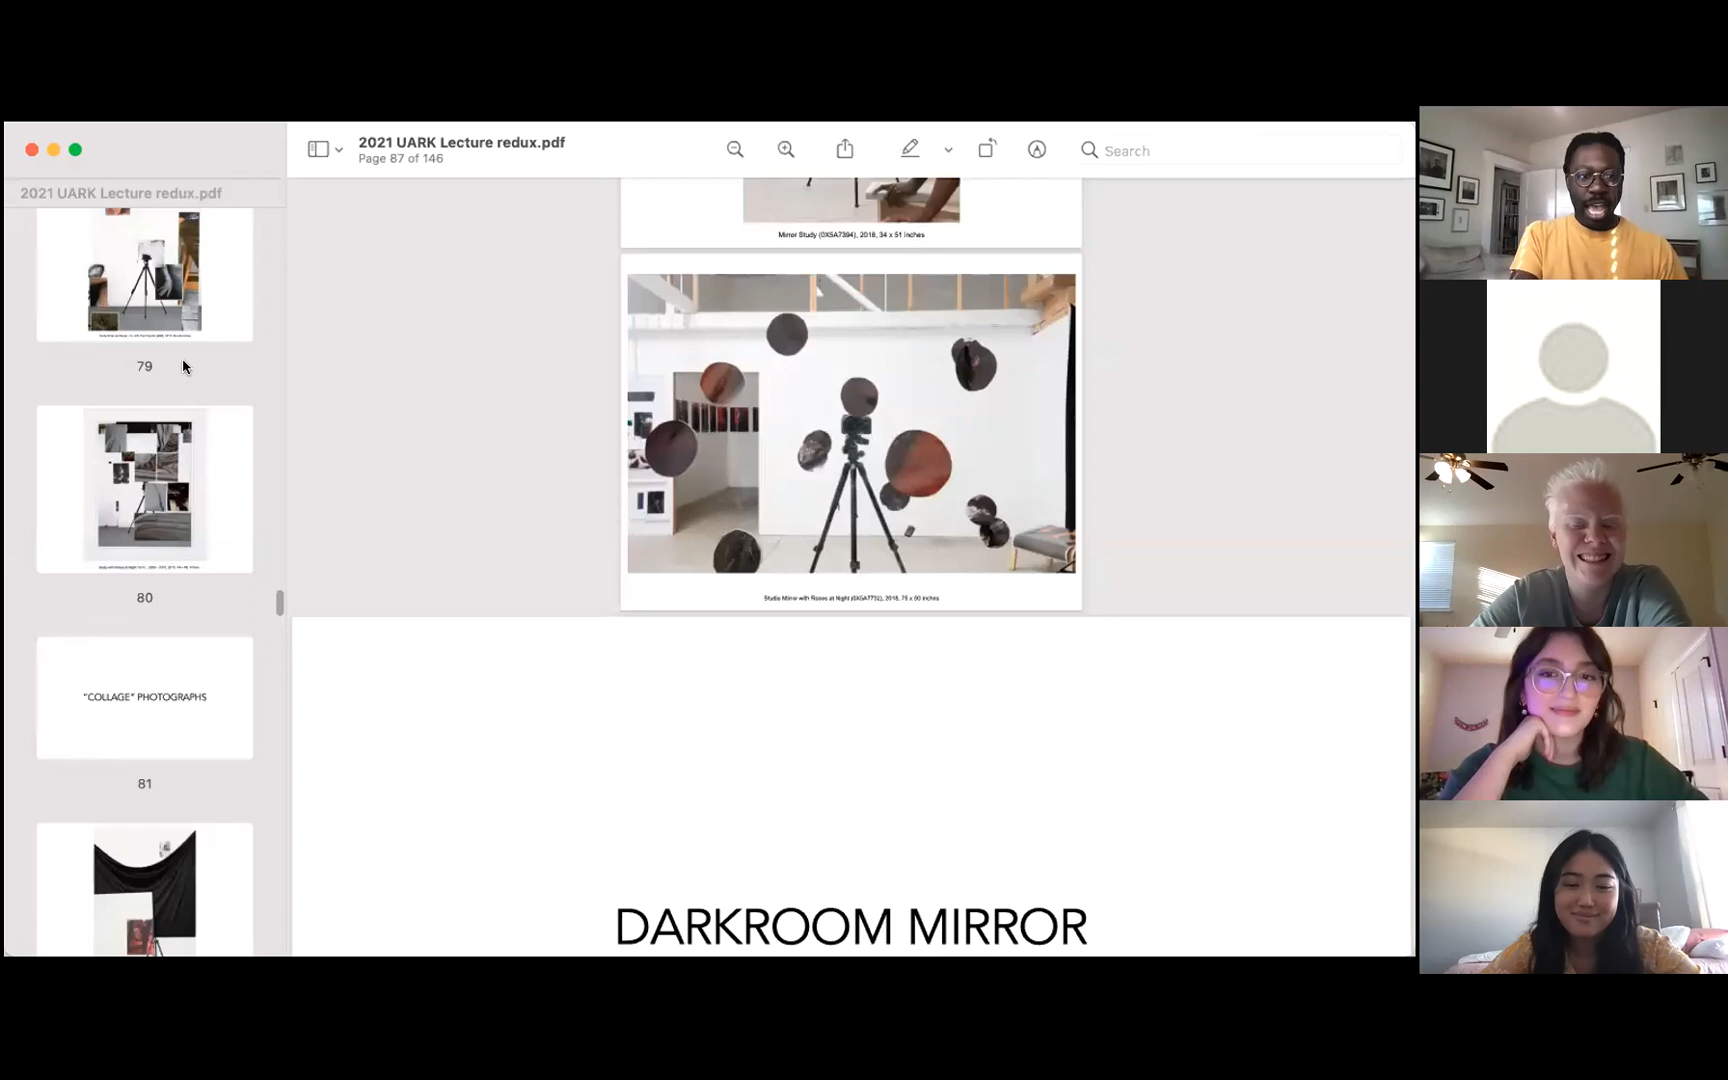 2021 UARK Lecture redux.pdf
Page 87 of 146
Search
2021 UARK Lecture redux.pdf
79
80
"COLLAGE" PHOTOGRAPHS
81
Mirror Study (0X5A7394), 2018, 34 x 51 inches
Studio Mirror with Roses at Night (0X5A7732), 2018, 75 x 50 inches
DARKROOM MIRROR